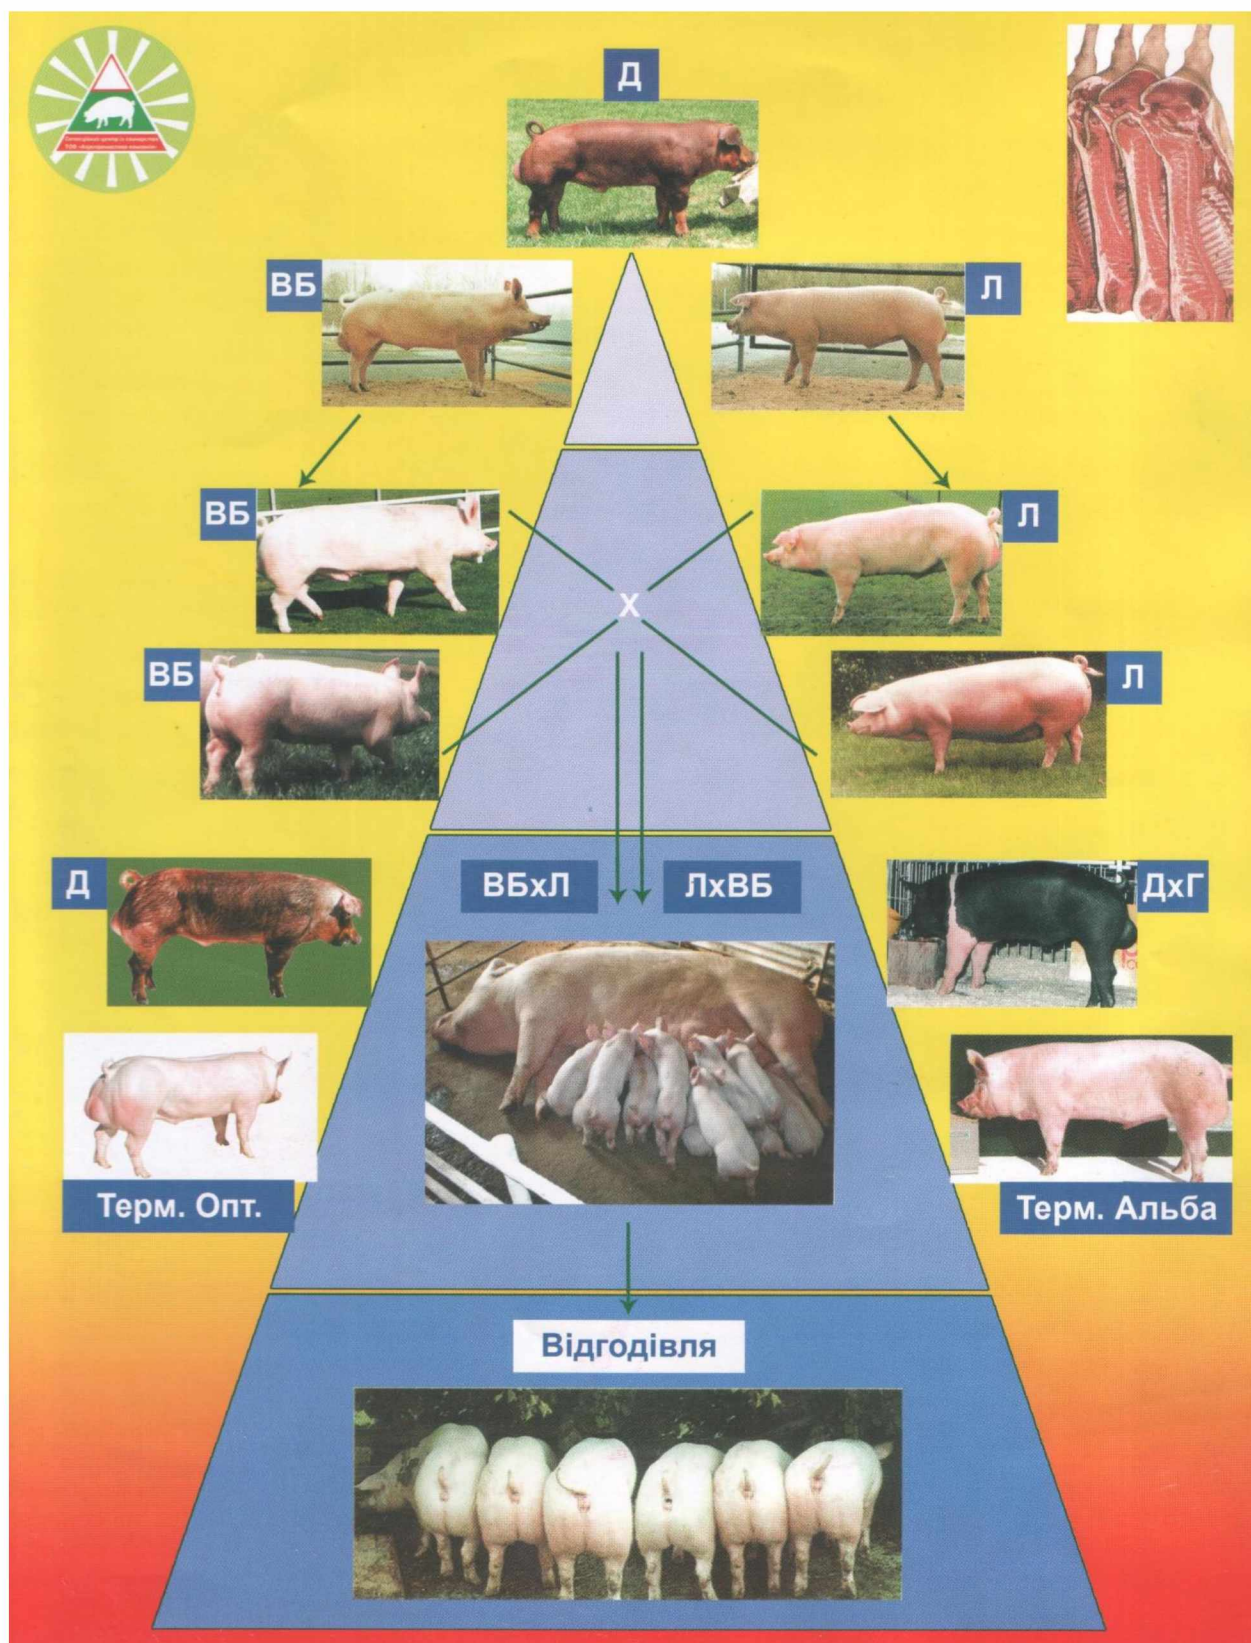 Д
ВБ
Л
ВБ
Л
Х
ВБ
Л
Д
ВБхЛ
ЛхВБ
ДхГ
Терм. Опт.
Терм. Альба
Відгодівля